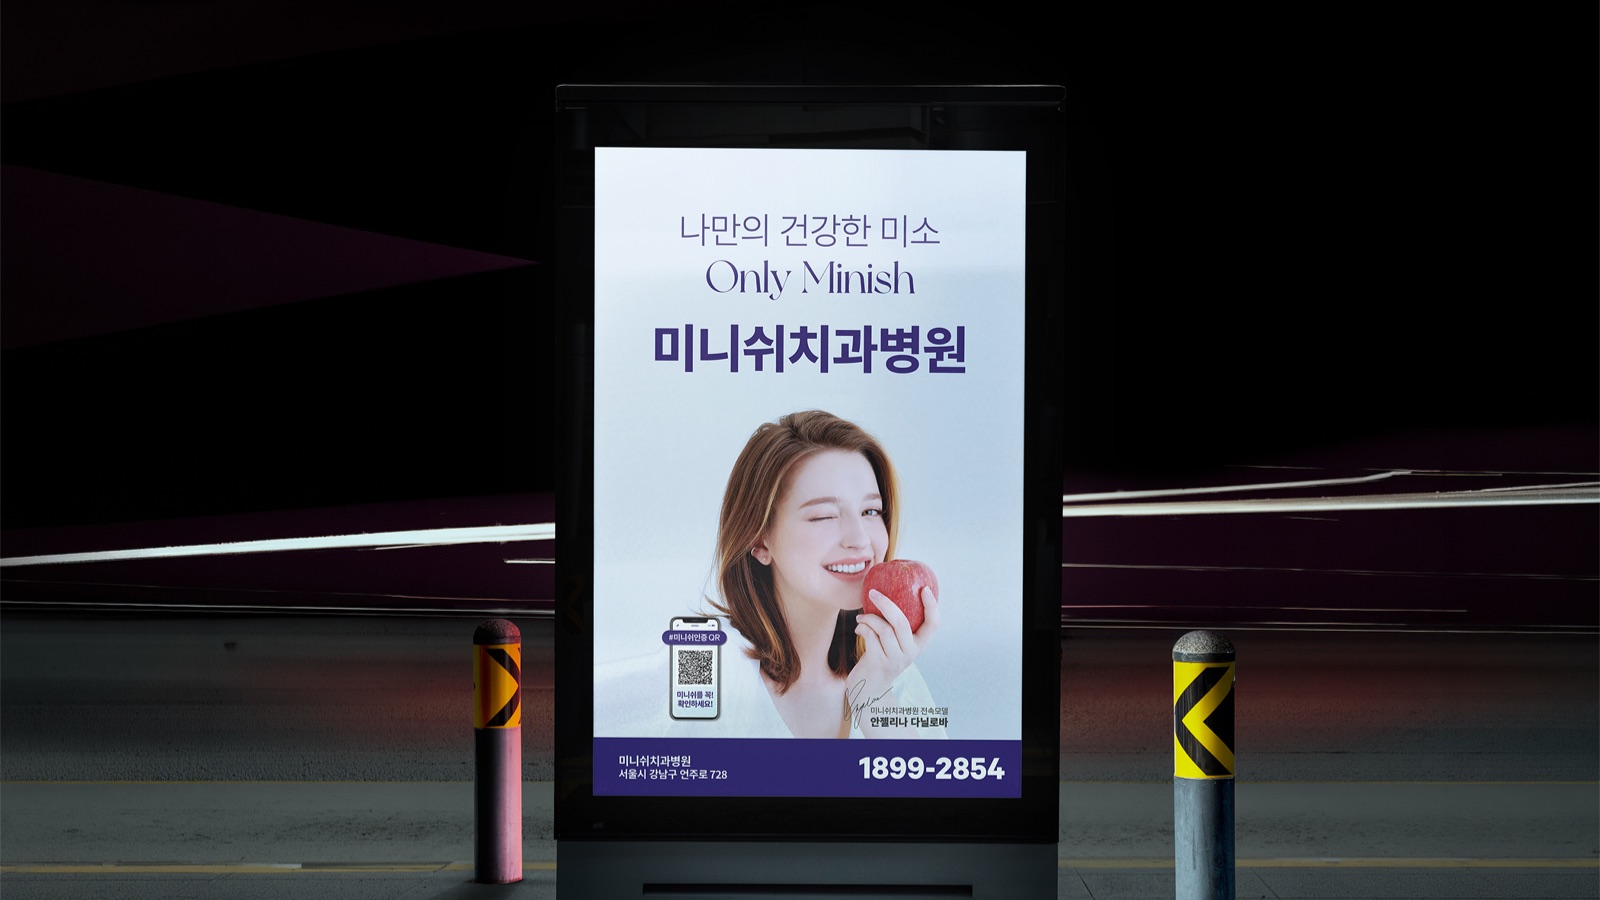 나만의 건강한 미소
Only Minish
미니쉬치과병원
#미니쉬인증 QR
미니쉬를 꼭!
확인하세요!
미니쉬치과병원 전속모델
안젤리나 다닐로바
미니쉬치과병원
서울시 강남구 언주로 728
1899-2854